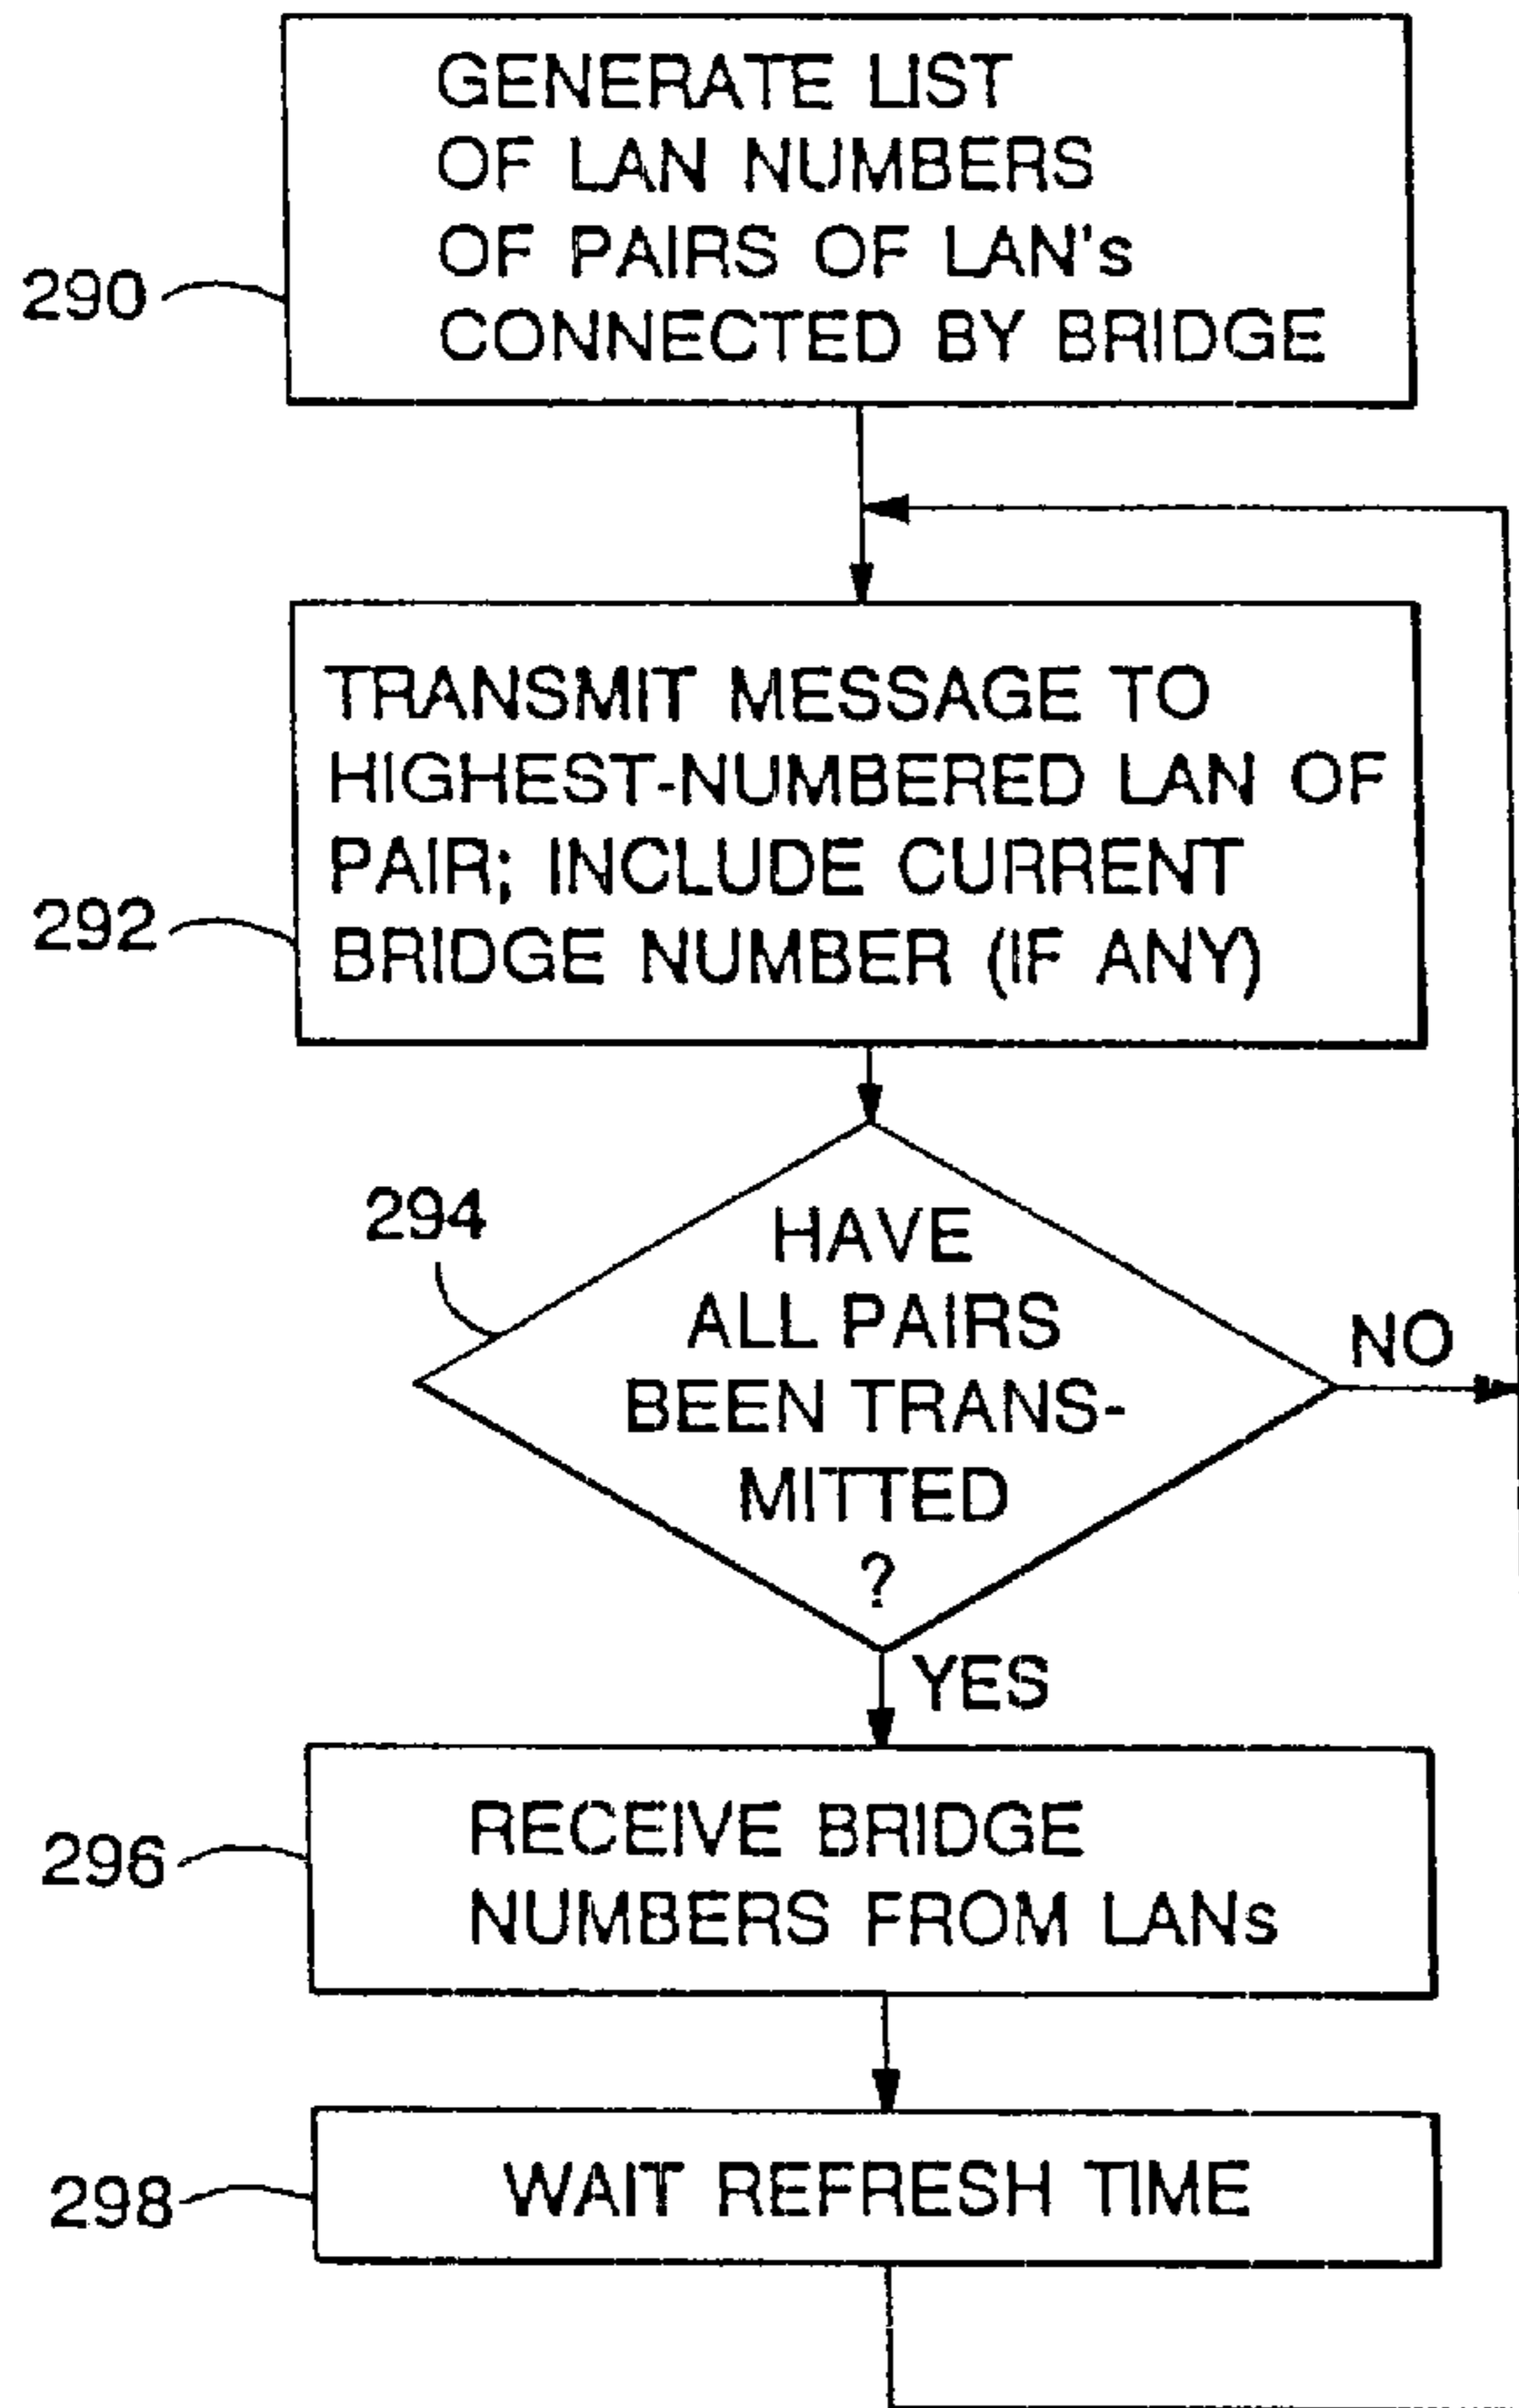 GENERATE LIST
OF LAN NUMBERS
OF PAIRS OF LAN's
CONNECTED BY BRIDGE
290
TRANSMIT MESSAGE TO
HIGHEST-NUMBERED LAN OF
PAIR; INCLUDE CURRENT
BRIDGE NUMBER (IF ANY)
292
294
HAVE
ALL PAIRS
BEEN TRANS-
MITTED
?
NO
YES
RECEIVE BRIDGE
NUMBERS FROM LANs
296
WAIT REFRESH TIME
298